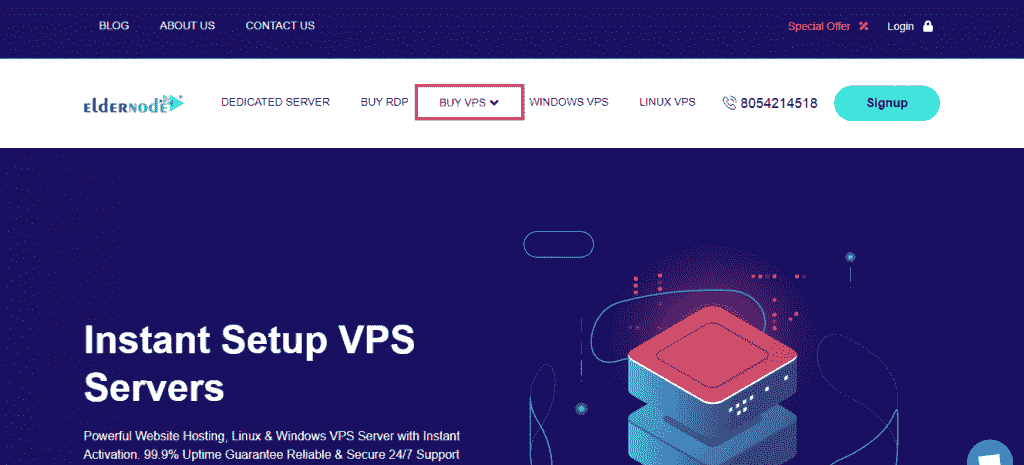 BLOG ABOUT US CONTACT US Special Offer Login
ELDERNODE DEDICATED SERVER BUY RDP BUY VPS WINDOWS VPS LINUX VPS 8054214518 Signup
Instant Setup VPS
Servers
Powerful Website Hosting, Linux & Windows VPS Server with Instant
Activation. 99.9% Uptime Guarantee Reliable & Secure 24/7 Support